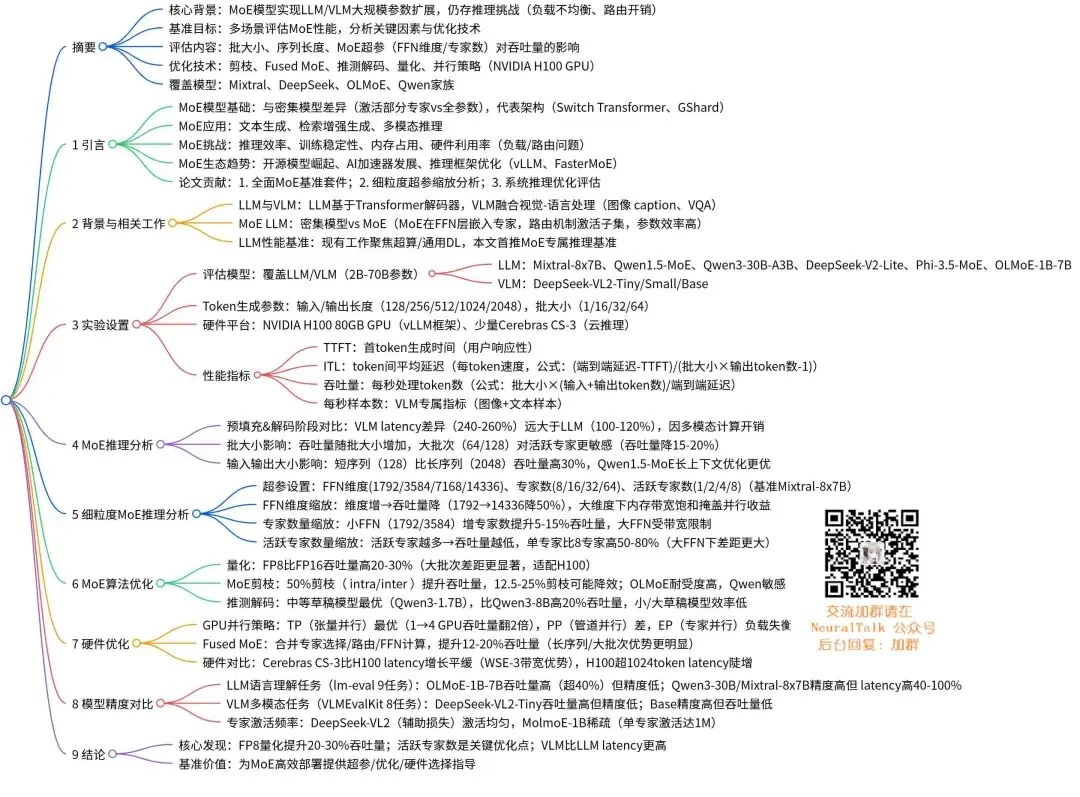 摘要
核心背景：MoE模型实现LLM/VLM大规模参数扩展，仍存推理挑战（负载不均衡、路由开销）
基准目标：多场景评估MoE性能，分析关键因素与优化技术
评估内容：批大小、序列长度、MoE超参（FFN维度/专家数）对吞吐量的影响
优化技术：剪枝、Fused MoE、推测解码、量化、并行策略（NVIDIA H100 GPU）
覆盖模型：Mixtral、DeepSeek、OLMoE、Qwen家族
1 引言
MoE模型基础：与密集模型差异（激活部分专家vs全参数），代表架构（Switch Transformer、GShard）
MoE应用：文本生成、检索增强生成、多模态推理
MoE挑战：推理效率、训练稳定性、内存占用、硬件利用率（负载/路由问题）
MoE生态趋势：开源模型崛起、AI加速器发展、推理框架优化（vLLM、FasterMoE）
论文贡献：1. 全面MoE基准套件；2. 细粒度超参缩放分析；3. 系统推理优化评估
2 背景与相关工作
LLM与VLM：LLM基于Transformer解码器，VLM融合视觉-语言处理（图像 caption、VQA）
MoE LLM：密集模型vs MoE（MoE在FFN层嵌入专家，路由机制激活子集，参数效率高）
LLM性能基准：现有工作聚焦超算/通用DL，本文首推MoE专属推理基准
3 实验设置
评估模型：覆盖LLM/VLM（2B-70B参数）
LLM：Mixtral-8x7B、Qwen1.5-MoE、Qwen3-30B-A3B、DeepSeek-V2-Lite、Phi-3.5-MoE、OLMoE-1B-7B
VLM：DeepSeek-VL2-Tiny/Small/Base
Token生成参数：输入/输出长度（128/256/512/1024/2048），批大小（1/16/32/64）
硬件平台：NVIDIA H100 80GB GPU（vLLM框架）、少量Cerebras CS-3（云推理）
性能指标
TTFT：首token生成时间（用户响应性）
ITL：token间平均延迟（每token速度，公式：(端到端延迟-TTFT)/(批大小×输出token数-1)）
吞吐量：每秒处理token数（公式：批大小×(输入+输出token数)/端到端延迟）
每秒样本数：VLM专属指标（图像+文本样本）
4 MoE推理分析
预填充&解码阶段对比：VLM latency差异（240-260%）远大于LLM（100-120%），因多模态计算开销
批大小影响：吞吐量随批大小增加，大批次（64/128）对活跃专家更敏感（吞吐量降15-20%）
输入输出大小影响：短序列（128）比长序列（2048）吞吐量高30%，Qwen1.5-MoE长上下文优化更优
5 细粒度MoE推理分析
超参设置：FFN维度(1792/3584/7168/14336)、专家数(8/16/32/64)、活跃专家数(1/2/4/8)（基准Mixtral-8x7B）
FFN维度缩放：维度增→吞吐量降（1792→14336降50%），大维度下内存带宽饱和掩盖并行收益
专家数量缩放：小FFN（1792/3584）增专家数提升5-15%吞吐量，大FFN受带宽限制
活跃专家数量缩放：活跃专家越多→吞吐量越低，单专家比8专家高50-80%（大FFN下差距更大）
6 MoE算法优化
量化：FP8比FP16吞吐量高20-30%（大批次差距更显著，适配H100）
MoE剪枝：50%剪枝（ intra/inter ）提升吞吐量，12.5-25%剪枝可能降效；OLMoE耐受度高，Qwen敏感
推测解码：中等草稿模型最优（Qwen3-1.7B），比Qwen3-8B高20%吞吐量，小/大草稿模型效率低
7 硬件优化
GPU并行策略：TP（张量并行）最优（1→4 GPU吞吐量翻2倍），PP（管道并行）差，EP（专家并行）负载失衡
Fused MoE：合并专家选择/路由/FFN计算，提升12-20%吞吐量（长序列/大批次优势更明显）
硬件对比：Cerebras CS-3比H100 latency增长平缓（WSE-3带宽优势），H100超1024token latency陡增
8 模型精度对比
LLM语言理解任务（lm-eval 9任务）：OLMoE-1B-7B吞吐量高（超40%）但精度低；Qwen3-30B/Mixtral-8x7B精度高但 latency高40-100%
VLM多模态任务（VLMEvalKit 8任务）：DeepSeek-VL2-Tiny吞吐量高但精度低；Base精度高但吞吐量低
专家激活频率：DeepSeek-VL2（辅助损失）激活均匀，MolmoE-1B稀疏（单专家激活达1M）
9 结论
核心发现：FP8量化提升20-30%吞吐量；活跃专家数是关键优化点；VLM比LLM latency更高
基准价值：为MoE高效部署提供超参/优化/硬件选择指导
交流加群请在
NeuralTalk 公众号
后台回复：加群